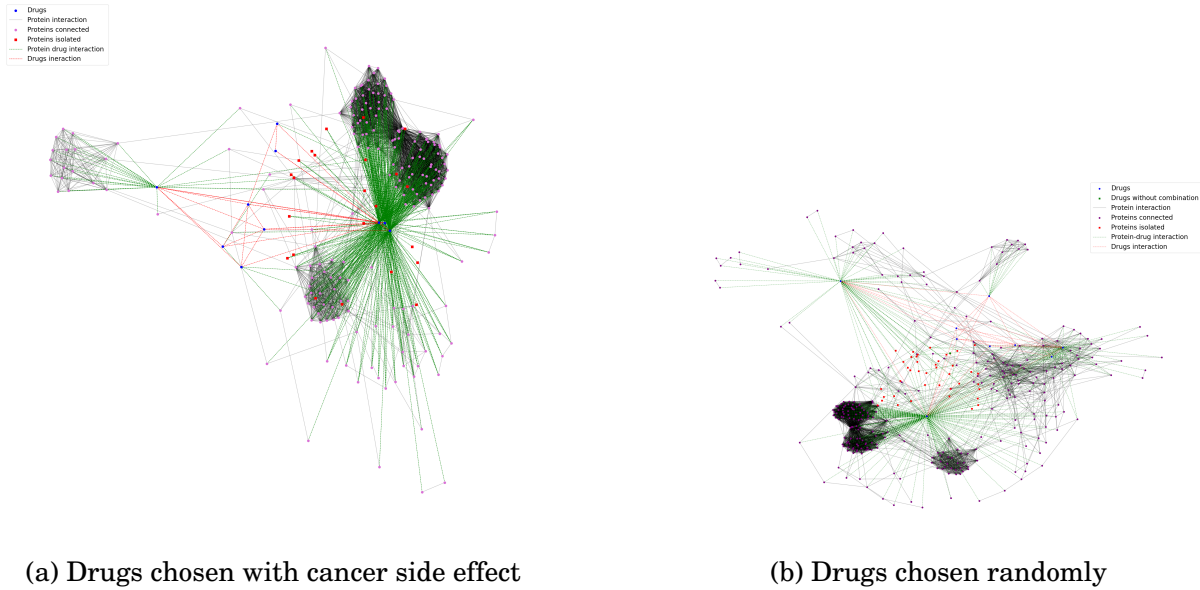 Drugs
Protein interaction
Proteins connected
Proteins isolated
Protein drug interaction
Drugs ineraction
Drugs
Drugs without combination
Protein interaction
Proteins connected
Proteins isolated
Protein-drug interaction
Drugs interaction
(a) Drugs chosen with cancer side effect
(b) Drugs chosen randomly